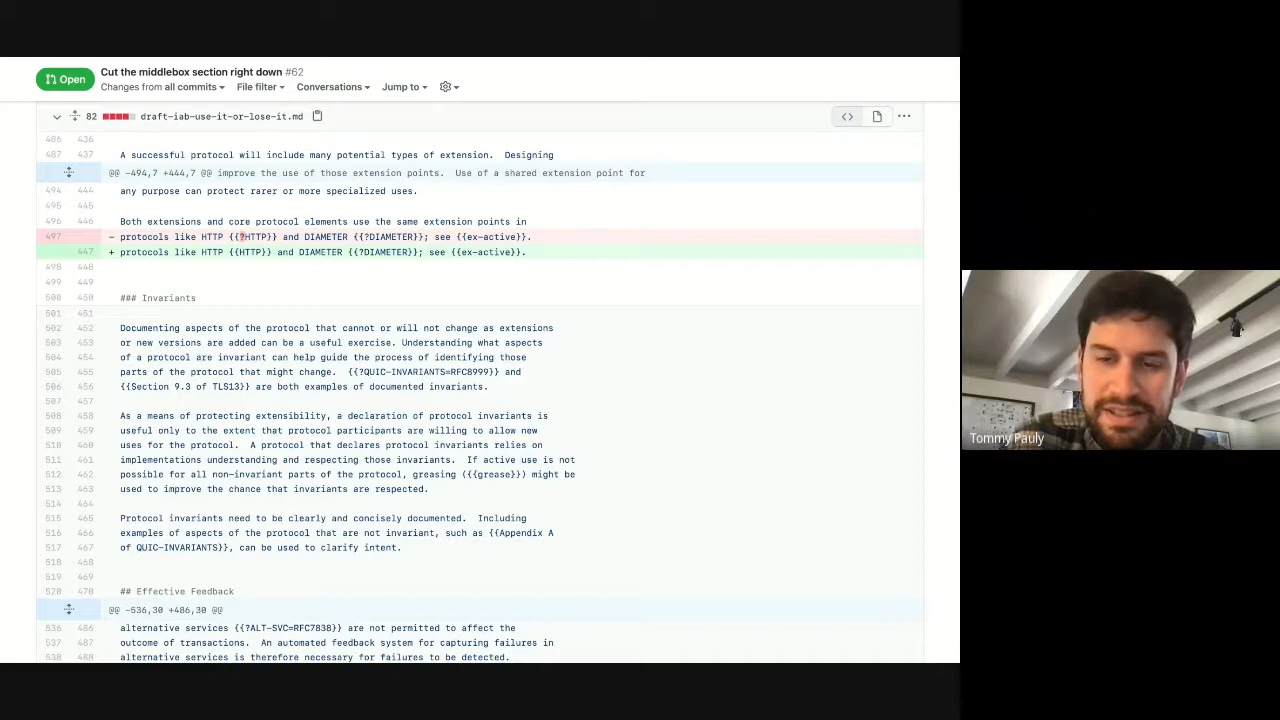 Open
Cut the middlebox section right down #62
Changes from all commits
File filter
Conversations
Jump to
82
draft-iab-use-it-or-lose-it.md
486 436
487 437 A successful protocol will include many potential types of extension. Designing
@@ -494,7 +444,7 @@ improve the use of those extension points. Use of a shared extension point for
494 444 any purpose can protect rarer or more specialized uses.
495 445
496 446 Both extensions and core protocol elements use the same extension points in
497 - protocols like HTTP {{?HTTP}} and DIAMETER {{?DIAMETER}}; see {{ex-active}}.
447 + protocols like HTTP {{HTTP}} and DIAMETER {{?DIAMETER}}; see {{ex-active}}.
498 448
499 449
500 450 ### Invariants
501 451
502 452 Documenting aspects of the protocol that cannot or will not change as extensions
503 453 or new versions are added can be a useful exercise. Understanding what aspects
504 454 of a protocol are invariant can help guide the process of identifying those
505 455 parts of the protocol that might change. {{?QUIC-INVARIANTS=RFC8999}} and
506 456 {{Section 9.3 of TLS13}} are both examples of documented invariants.
507 457
508 458 As a means of protecting extensibility, a declaration of protocol invariants is
509 459 useful only to the extent that protocol participants are willing to allow new
510 460 uses for the protocol. A protocol that declares protocol invariants relies on
511 461 implementations understanding and respecting those invariants. If active use is not
512 462 possible for all non-invariant parts of the protocol, greasing ({{grease}}) might be
513 463 used to improve the chance that invariants are respected.
514 464
515 465 Protocol invariants need to be clearly and concisely documented. Including
516 466 examples of aspects of the protocol that are not invariant, such as {{Appendix A
517 467 of QUIC-INVARIANTS}}, can be used to clarify intent.
518 468
519 469
520 470 ## Effective Feedback
@@ -536,30 +486,30 @@
536 486 alternative services {{?ALT-SVC=RFC7838}} are not permitted to affect the
537 487 outcome of transactions. An automated feedback system for capturing failures in
538 488 alternative services is therefore necessary for failures to be detected.
Tommy Pauly